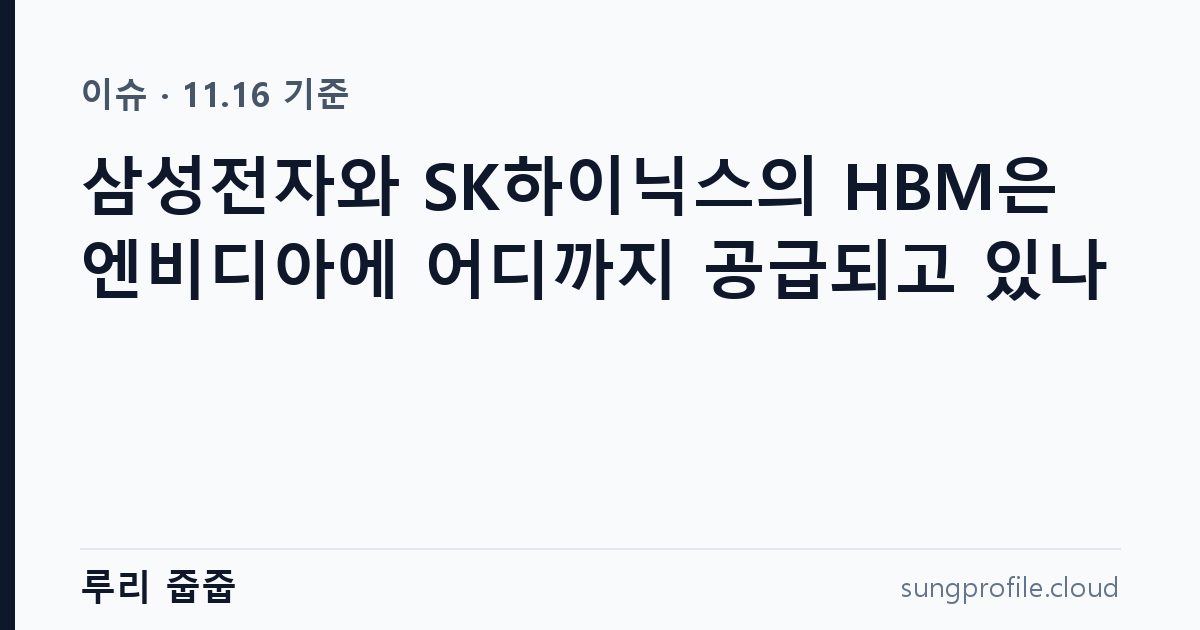 이슈 · 11.16 기준
삼성전자와 SK하이닉스의 HBM은
엔비디아에 어디까지 공급되고 있나
루리 줍줍
sungprofile.cloud